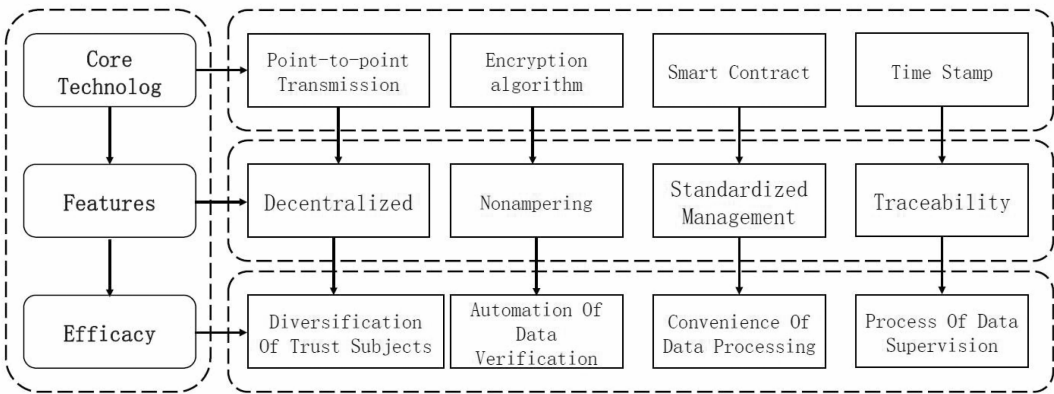 Core
Technolog
Point-to-point
Transmission
Encryption
algorithm
Smart Contract
Time Stamp
Features
Decentralized
Nonampering
Standardized
Management
Traceability
Efficacy
Diversification
Of Trust Subjects
Automation Of
Data
Verification
Convenience Of
Data Processing
Process Of Data
Supervision